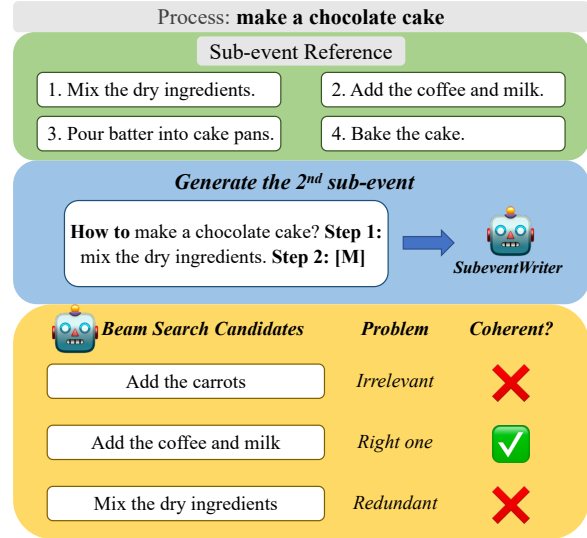 Process: make a chocolate cake
Sub-event Reference
1. Mix the dry ingredients.
2. Add the coffee and milk.
3. Pour batter into cake pans.
4. Bake the cake.
Generate the 2nd sub-event
How to make a chocolate cake? Step 1:
mix the dry ingredients. Step 2: [M]
SubeventWriter
Beam Search Candidates Problem Coherent?
Add the carrots Irrelevant
Add the coffee and milk Right one
Mix the dry ingredients Redundant